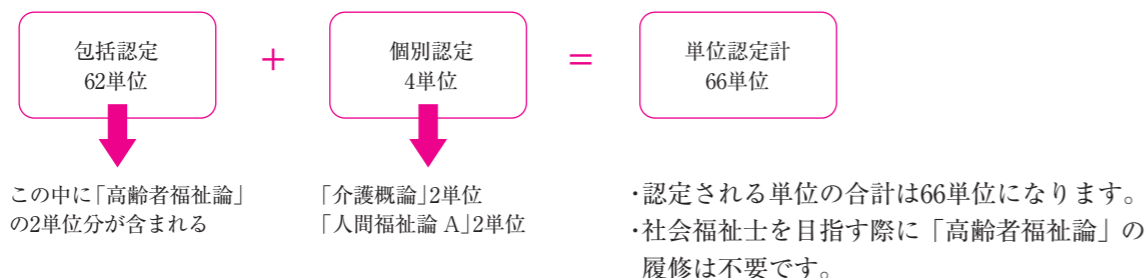 包括認定
62単位
+
個別認定
4単位
=
単位認定計
66単位
この中に「高齢者福祉論」
の2単位分が含まれる
「介護概論」2単位
「人間福祉論 A」2単位
・認定される単位の合計は66単位になります。
・社会福祉士を目指す際に「高齢者福祉論」の
履修は不要です。